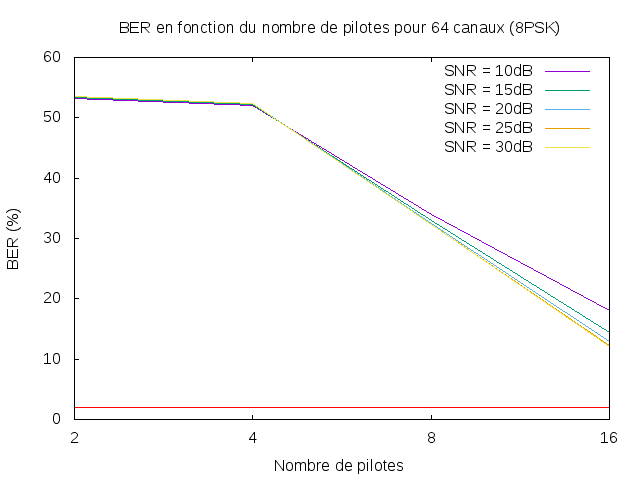 BER en fonction du nombre de pilotes pour 64 canaux (8PSK)
60
50
40
30
20
10
0
BER (%)
SNR = 10dB
SNR = 15dB
SNR = 20dB
SNR = 25dB
SNR = 30dB
2 4 8 16
Nombre de pilotes